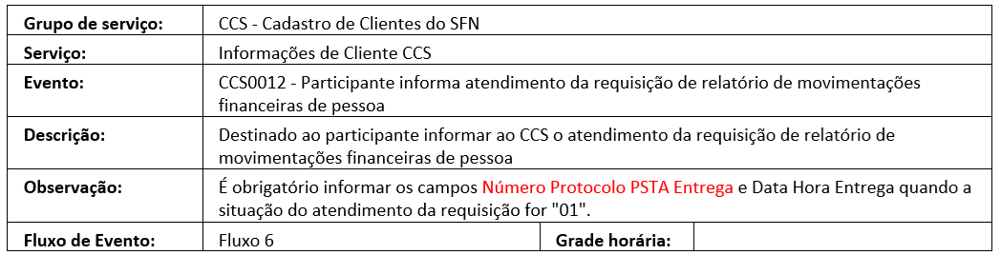 Grupo de serviço: CCS - Cadastro de Clientes do SFN
Serviço: Informações de Cliente CCS
Evento: CCS0012 - Participante informa atendimento da requisição de relatório de movimentações
financeiras de pessoa
Descrição: Destinado ao participante informar ao CCS o atendimento da requisição de relatório de
movimentações financeiras de pessoa
Observação: É obrigatório informar os campos Número Protocolo PSTA Entrega e Data Hora Entrega quando a
situação do atendimento da requisição for "01".
Fluxo de Evento: Fluxo 6 Grade horária: